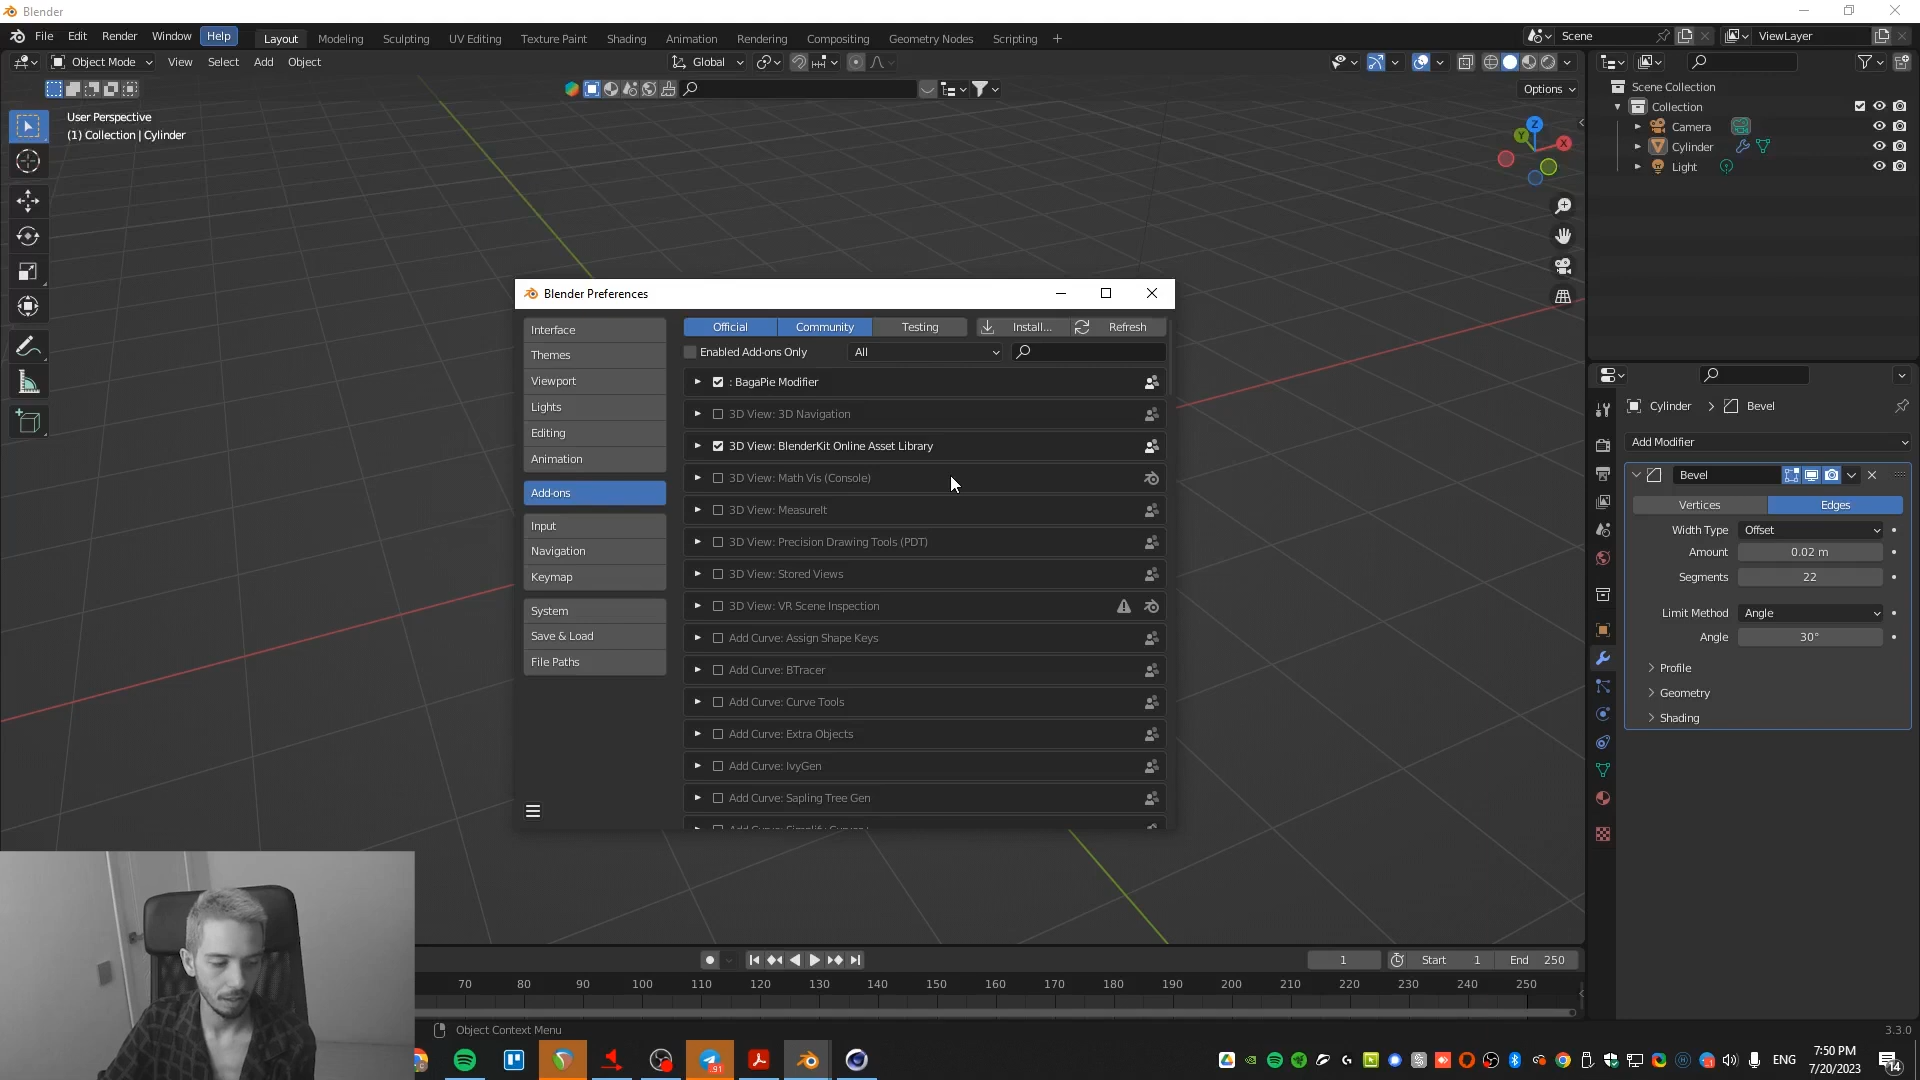 Blender
File Edit Render Window Help Layout Modeling Sculpting UV Editing Texture Paint Shading Animation Rendering Compositing Geometry Nodes Scripting + Scene ViewLayer
Object Mode View Select Add Object Global
Options
User Perspective
(1) Collection | Cylinder
Z
Y
X
Scene Collection
Collection
Camera
Cylinder
Light
Blender Preferences
Interface
Themes
Viewport
Lights
Editing
Animation
Add-ons
Input
Navigation
Keymap
System
Save & Load
File Paths
Official Community Testing Install... Refresh
Enabled Add-ons Only All
: BagaPie Modifier
3D View: 3D Navigation
3D View: BlenderKit Online Asset Library
3D View: Math Vis (Console)
3D View: MeasureIt
3D View: Precision Drawing Tools (PDT)
3D View: Stored Views
3D View: VR Scene Inspection
Add Curve: Assign Shape Keys
Add Curve: BTracer
Add Curve: Curve Tools
Add Curve: Extra Objects
Add Curve: IvyGen
Add Curve: Sapling Tree Gen
Cylinder > Bevel
Add Modifier
Bevel
Vertices Edges
Width Type Offset
Amount 0.02 m
Segments 22
Limit Method Angle
Angle 30°
Profile
Geometry
Shading
1 Start 1 End 250
70 80 90 100 110 120 130 140 150 160 170 180 190 200 210 220 230 240 250
Object Context Menu
3.3.0
91
ENG
7:50 PM
7/20/2023
14